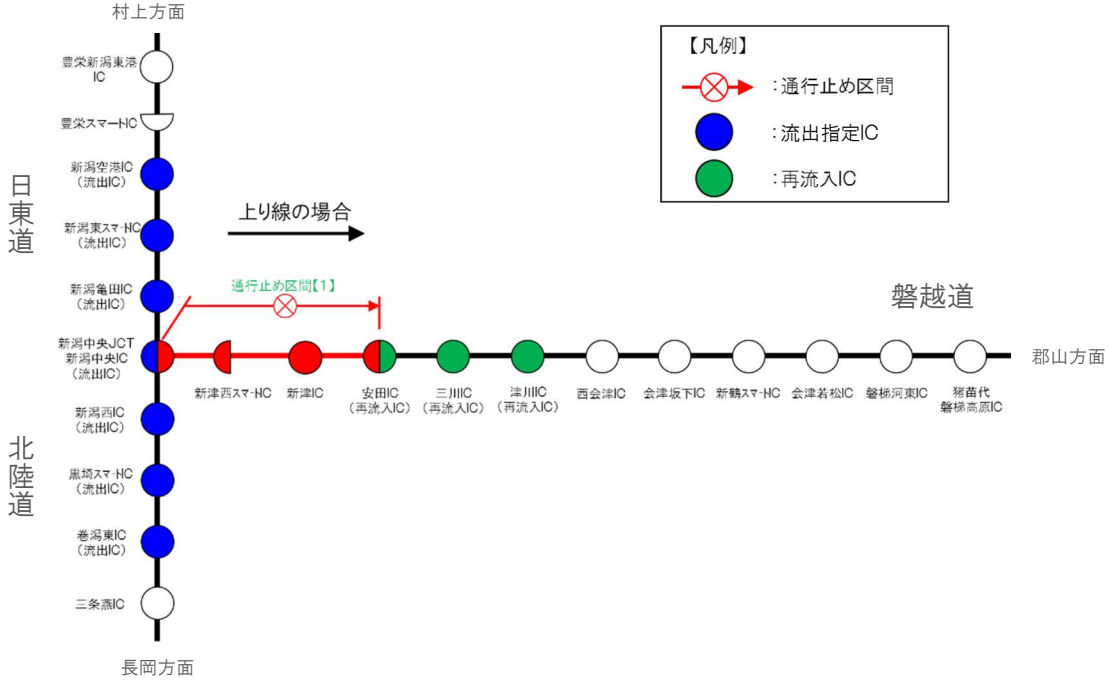 村上方面
豊栄新潟東港
IC
豊栄スマートIC
新潟空港IC
(流出IC)
新潟東スマートIC
(流出IC)
新潟亀田IC
(流出IC)
新潟中央JCT
新潟中央IC
(流出IC)
新潟西IC
(流出IC)
黒埼スマートIC
(流出IC)
巻潟東IC
(流出IC)
三条燕IC
長岡方面
日東道
北陸道
【凡例】
:通行止め区間
:流出指定IC
:再流入IC
上り線の場合
通行止め区間【1】
磐越道
郡山方面
新津西スマートIC
新津IC
安田IC
(再流入IC)
三川IC
(再流入IC)
津川IC
(再流入IC)
西会津IC
会津坂下IC
新鶴スマートIC
会津若松IC
磐梯河東IC
猪苗代
磐梯高原IC